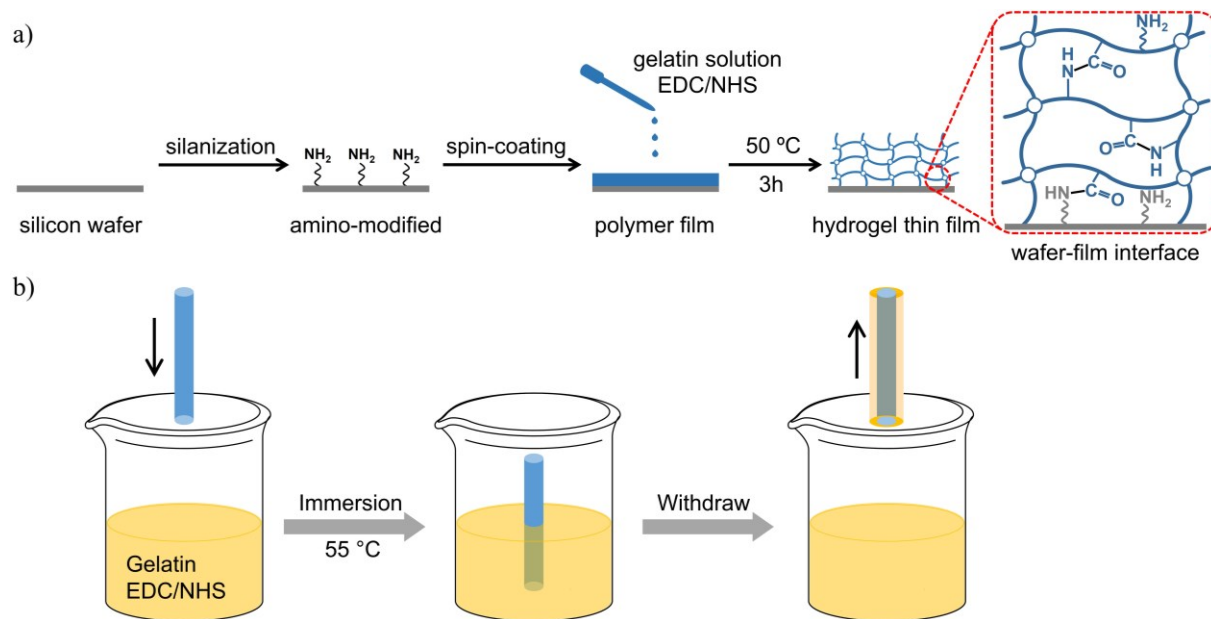 a)
gelatin solution
EDC/NHS
silanization
spin-coating
50 ºC
3h
NH2 NH2 NH2
silicon wafer
amino-modified
polymer film
hydrogel thin film
NH2
H
N
C
O
C
O
N
H
HN
C
O
NH2
wafer-film interface
b)
Immersion
55 °C
Withdraw
Gelatin
EDC/NHS